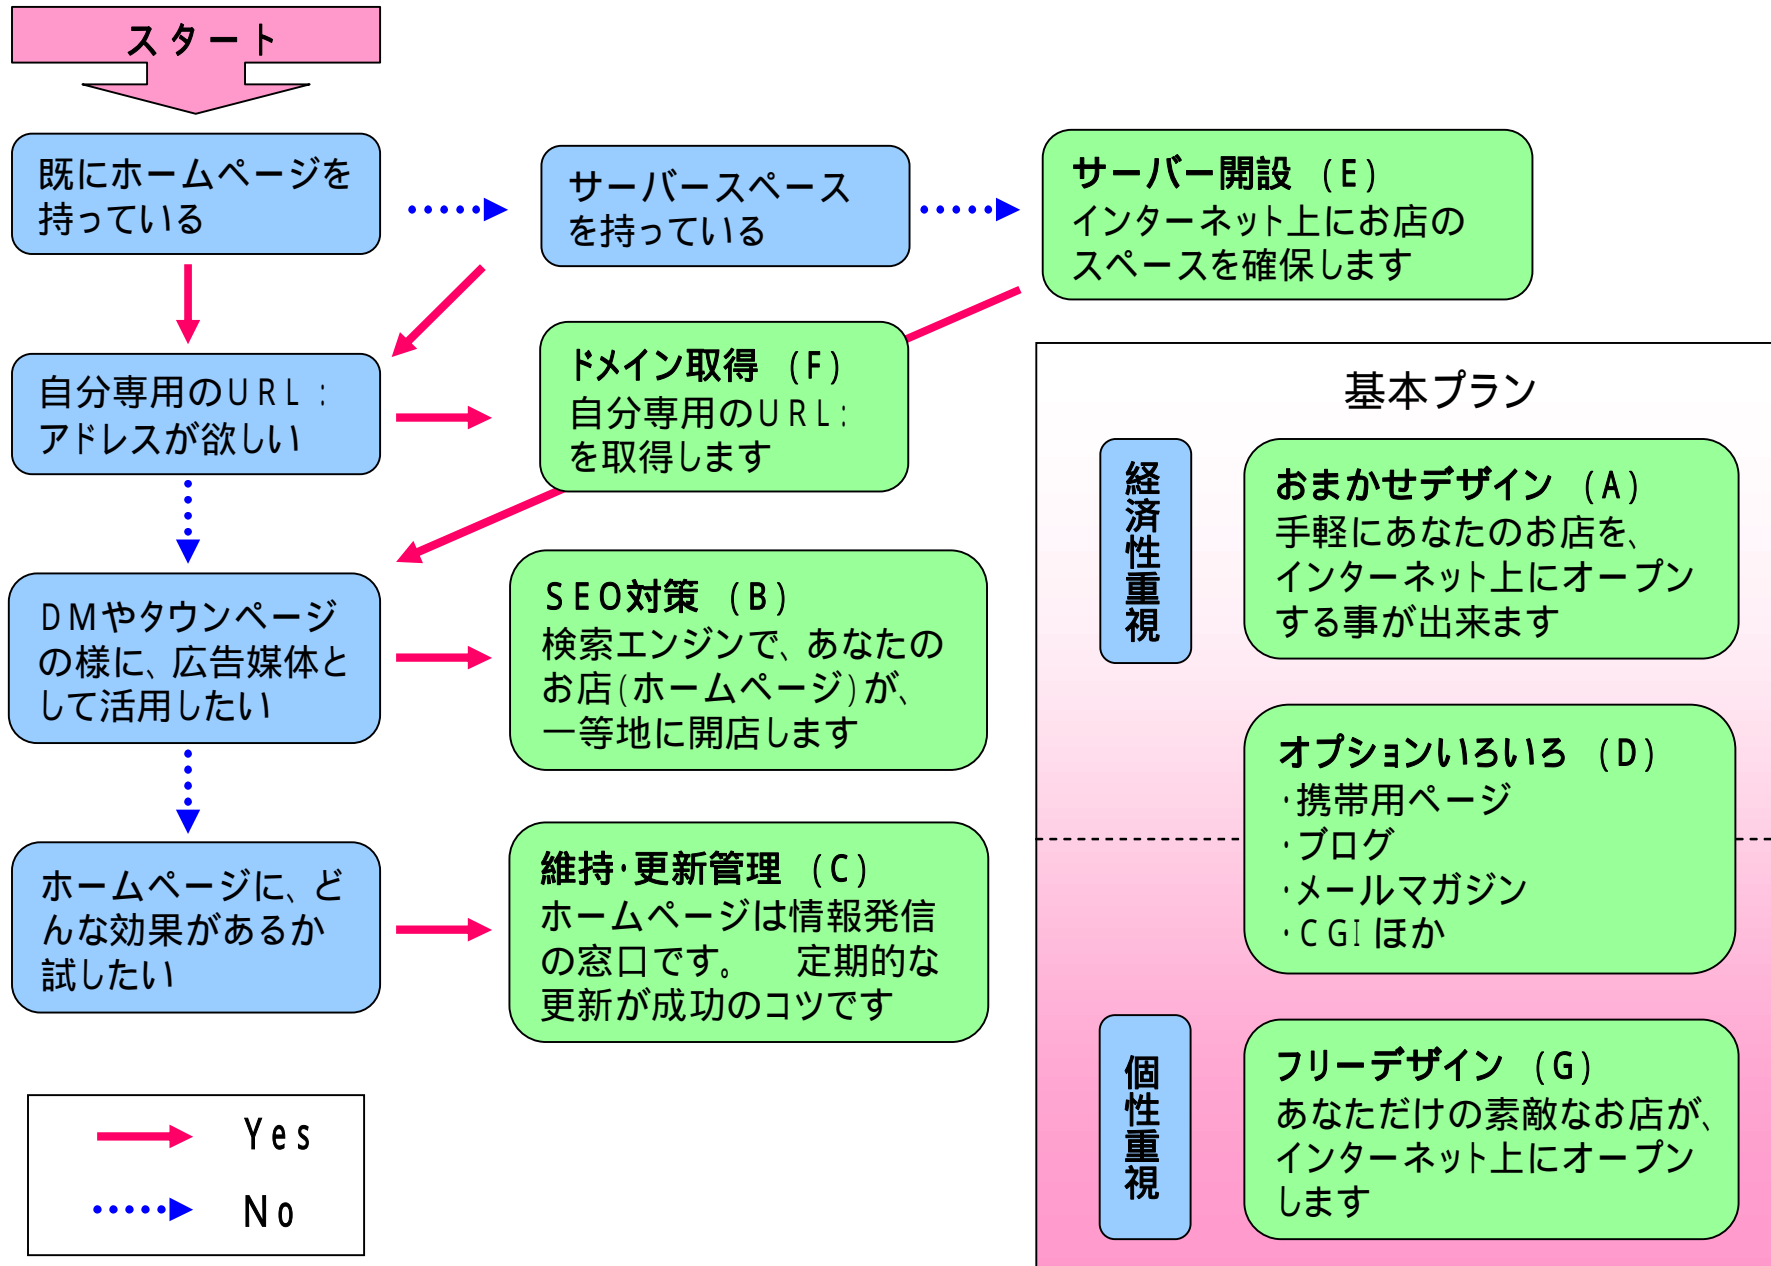 スタート
既にホームページを
持っている
サーバースペース
を持っている
サーバー開設 (E)
インターネット上にお店の
スペースを確保します
自分専用のURL:
アドレスが欲しい
ドメイン取得 (F)
自分専用のURL:
を取得します
DMやタウンページ
の様に、広告媒体と
して活用したい
SEO対策 (B)
検索エンジンで、あなたの
お店(ホームページ)が、
一等地に開店します
ホームページに、ど
んな効果があるか
試したい
維持・更新管理 (C)
ホームページは情報発信
の窓口です。 定期的な
更新が成功のコツです
Yes
No
基本プラン
経済性重視
おまかせデザイン (A)
手軽にあなたのお店を、
インターネット上にオープン
する事が出来ます
オプションいろいろ (D)
・携帯用ページ
・ブログ
・メールマガジン
・CGIほか
個性重視
フリーデザイン (G)
あなただけの素敵なお店が、
インターネット上にオープン
します